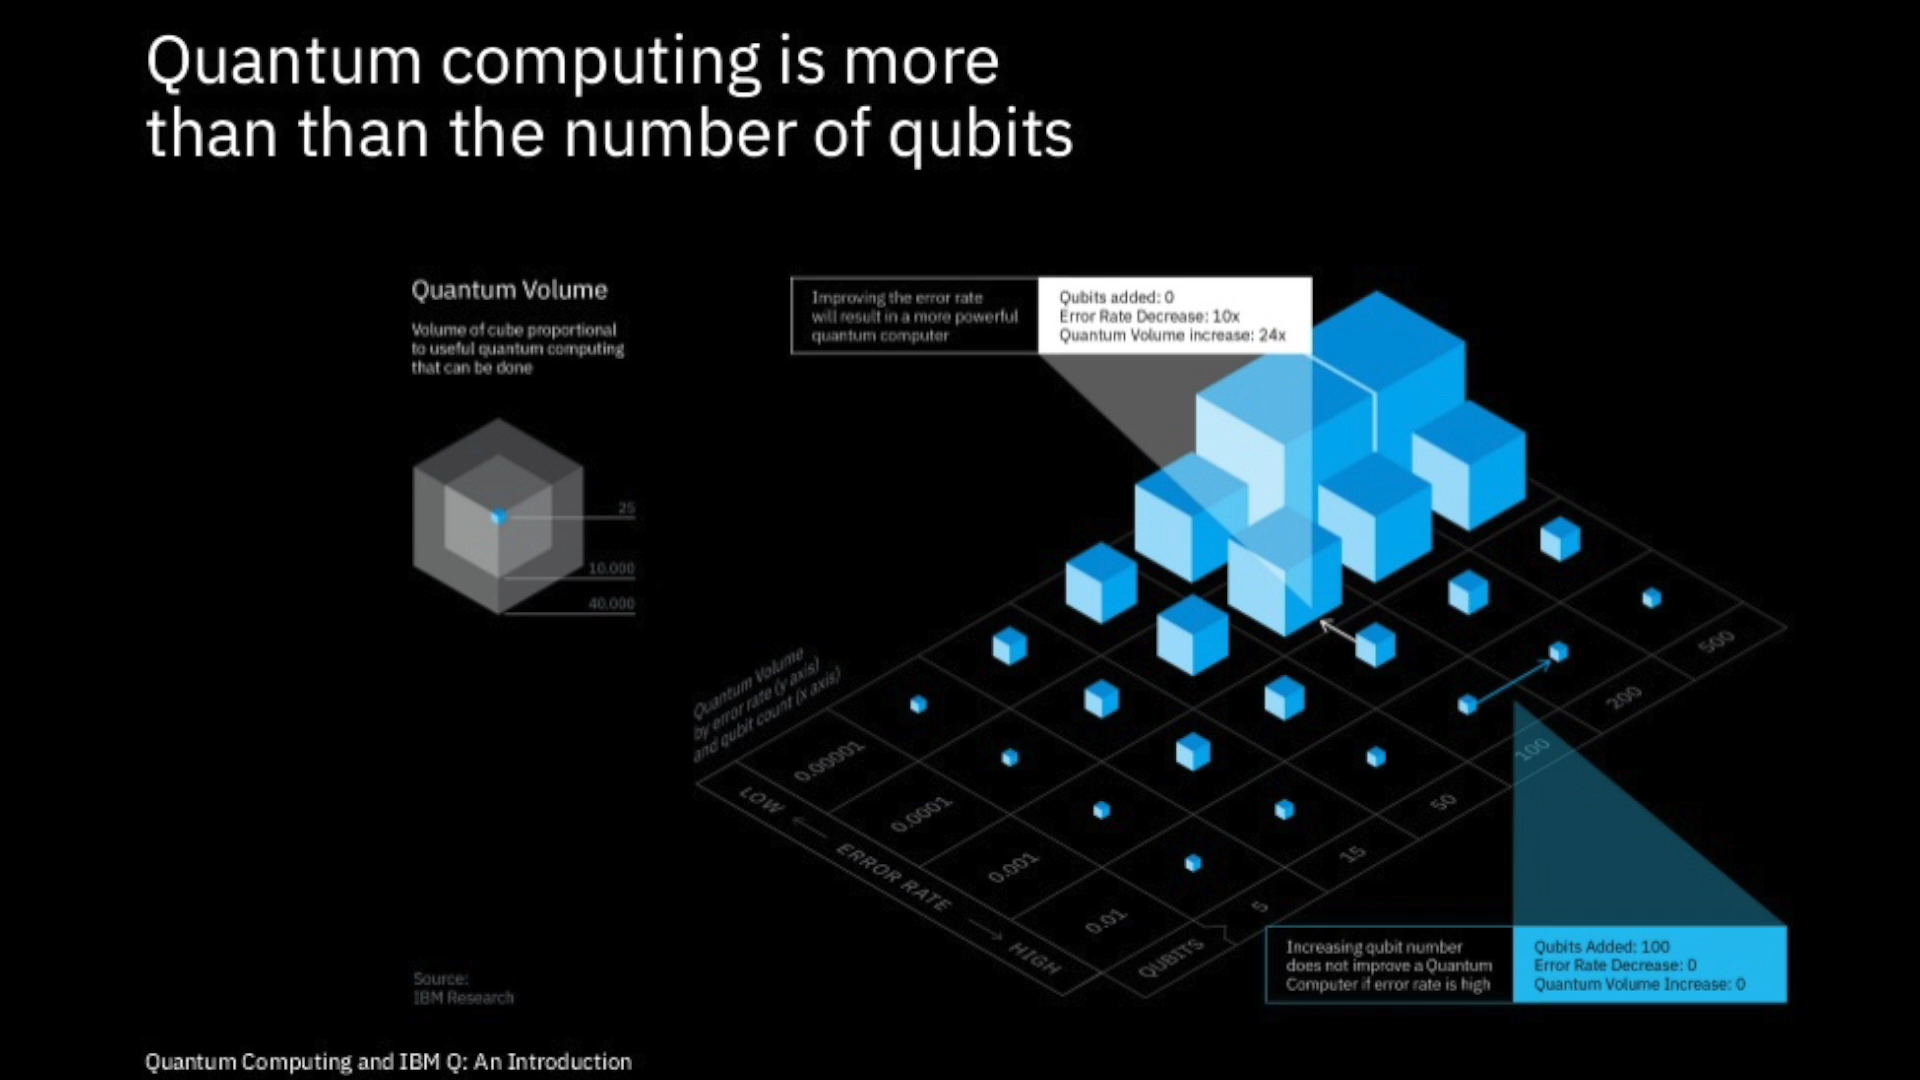 Quantum computing is more
than than the number of qubits
Quantum Volume
Volume of cube proportional
to useful quantum computing
that can be done
25
10.000
40.000
Improving the error rate
will result in a more powerful
quantum computer
Qubits added: 0
Error Rate Decrease: 10x
Quantum Volume increase: 24x
Quantum Volume
by error rate (y axis)
and qubit count (x axis)
0.00001
0.0001
0.001
0.01
LOW ← ERROR RATE → HIGH
QUBITS
5
15
50
100
200
500
Increasing qubit number
does not improve a Quantum
Computer if error rate is high
Qubits Added: 100
Error Rate Decrease: 0
Quantum Volume Increase: 0
Source:
IBM Research
Quantum Computing and IBM Q: An Introduction